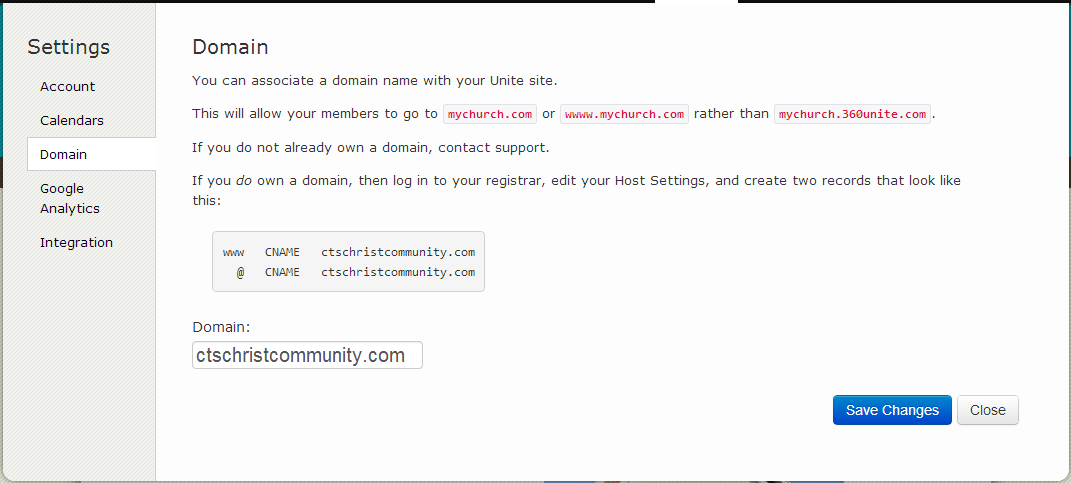 Settings
Account
Calendars
Domain
Google
Analytics
Integration
Domain
You can associate a domain name with your Unite site.
This will allow your members to go to mychurch.com or wwww.mychurch.com rather than mychurch.360unite.com.
If you do not already own a domain, contact support.
If you do own a domain, then log in to your registrar, edit your Host Settings, and create two records that look like
this:
www CNAME ctschristcommunity.com
@ CNAME ctschristcommunity.com
Domain:
ctschristcommunity.com
Save Changes Close